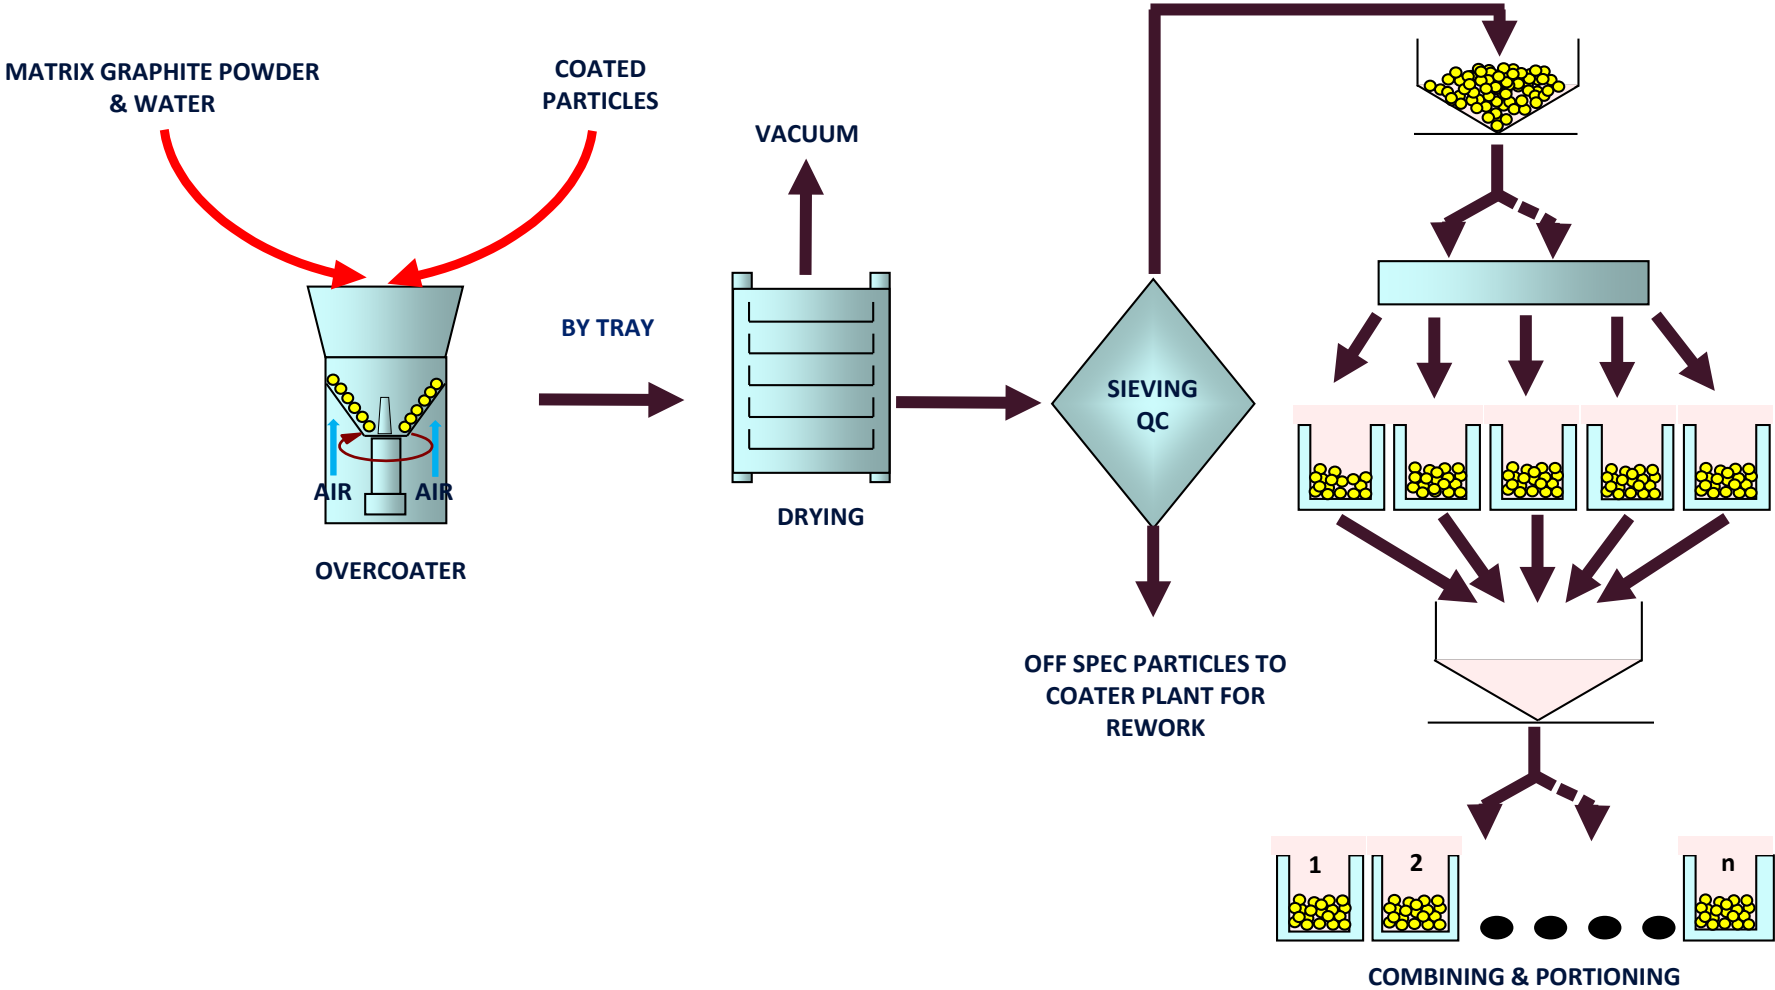 MATRIX GRAPHITE POWDER
& WATER
COATED
PARTICLES
VACUUM
BY TRAY
SIEVING
QC
AIR
AIR
DRYING
OVERCOATER
OFF SPEC PARTICLES TO
COATER PLANT FOR
REWORK
1
2
n
COMBINING & PORTIONING